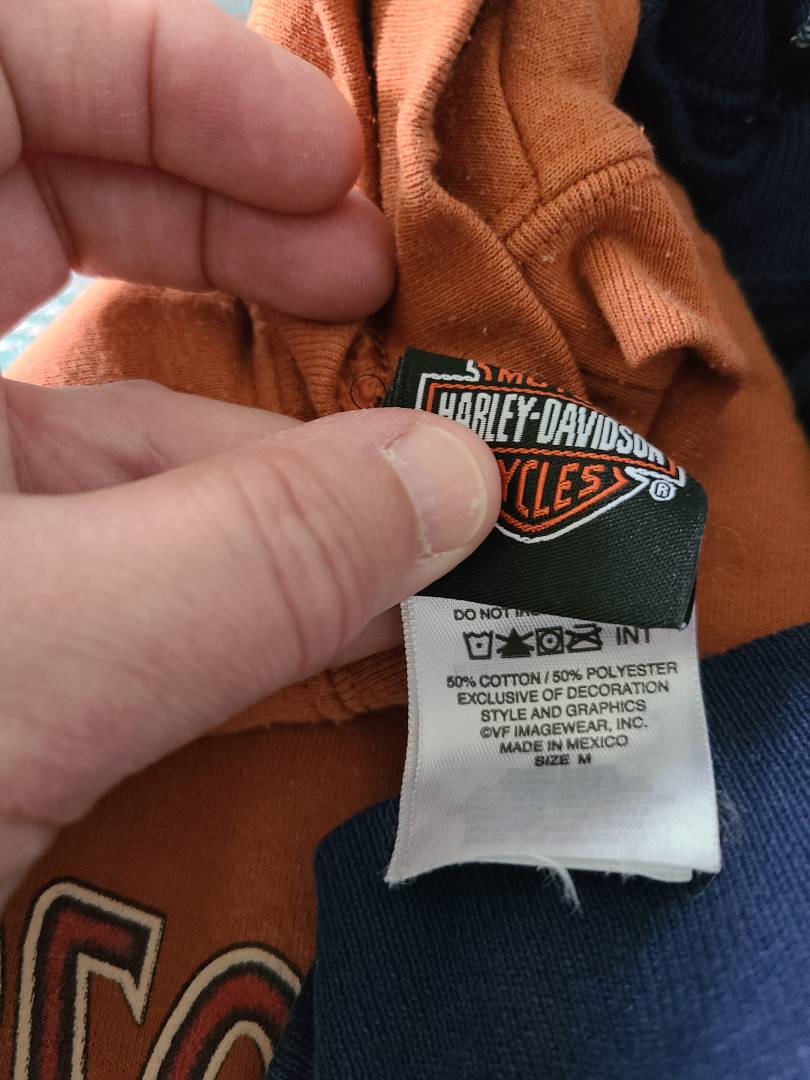 HARLEY-DAVIDSON
®
DO NOT
INT
50% COTTON / 50% POLYESTER
EXCLUSIVE OF DECORATION
STYLE AND GRAPHICS
©VF IMAGEWEAR, INC.
MADE IN MEXICO
SIZE M